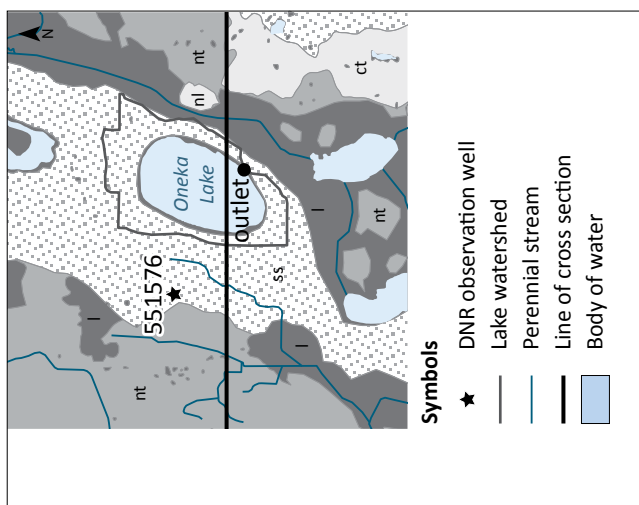 N
nt
nl
ct
Oneka
Lake
outlet
l
nt
551576
ss
l
l
nt
Symbols
DNR observation well
Lake watershed
Perennial stream
Line of cross section
Body of water